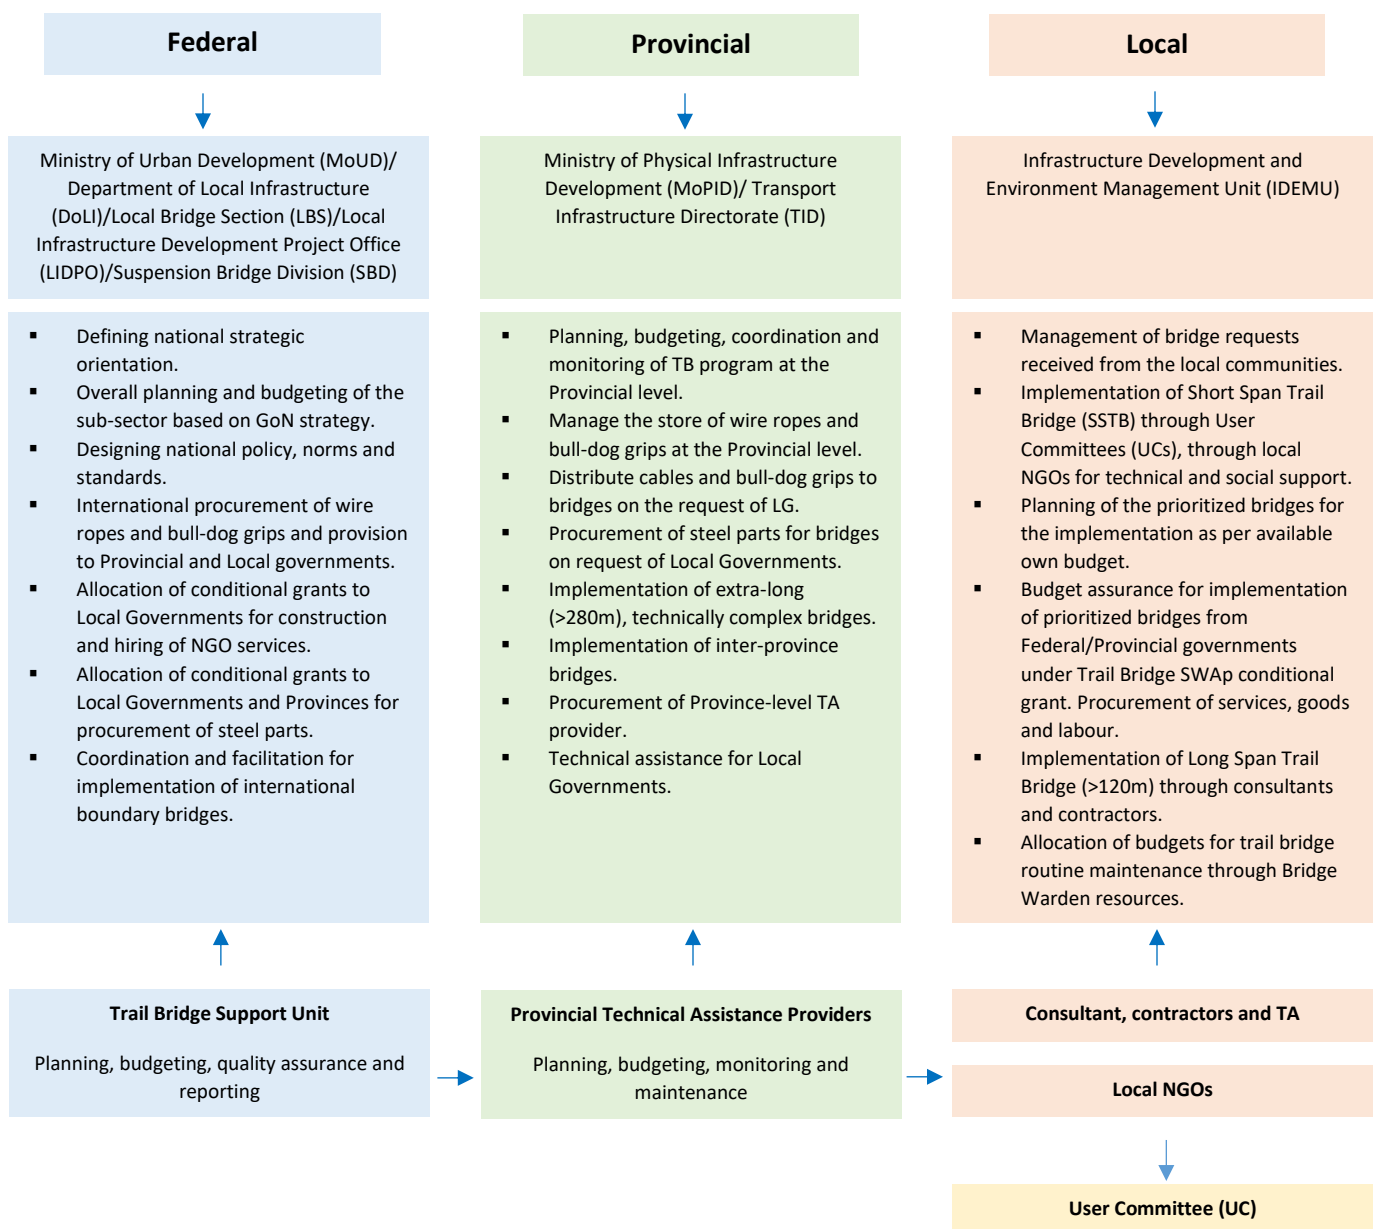 Federal
Provincial
Local
Ministry of Urban Development (MoUD)/
Department of Local Infrastructure
(DoLI)/Local Bridge Section (LBS)/Local
Infrastructure Development Project Office
(LIDPO)/Suspension Bridge Division (SBD)
Ministry of Physical Infrastructure
Development (MoPID)/ Transport
Infrastructure Directorate (TID)
Infrastructure Development and
Environment Management Unit (IDEMU)
▪ Defining national strategic
orientation.
▪ Overall planning and budgeting of the
sub-sector based on GoN strategy.
▪ Designing national policy, norms and
standards.
▪ International procurement of wire
ropes and bull-dog grips and provision
to Provincial and Local governments.
▪ Allocation of conditional grants to
Local Governments for construction
and hiring of NGO services.
▪ Allocation of conditional grants to
Local Governments and Provinces for
procurement of steel parts.
▪ Coordination and facilitation for
implementation of international
boundary bridges.
▪ Planning, budgeting, coordination and
monitoring of TB program at the
Provincial level.
▪ Manage the store of wire ropes and
bull-dog grips at the Provincial level.
▪ Distribute cables and bull-dog grips to
bridges on the request of LG.
▪ Procurement of steel parts for bridges
on request of Local Governments.
▪ Implementation of extra-long
(>280m), technically complex bridges.
▪ Implementation of inter-province
bridges.
▪ Procurement of Province-level TA
provider.
▪ Technical assistance for Local
Governments.
▪ Management of bridge requests
received from the local communities.
▪ Implementation of Short Span Trail
Bridge (SSTB) through User
Committees (UCs), through local
NGOs for technical and social support.
▪ Planning of the prioritized bridges for
the implementation as per available
own budget.
▪ Budget assurance for implementation
of prioritized bridges from
Federal/Provincial governments
under Trail Bridge SWAp conditional
grant. Procurement of services, goods
and labour.
▪ Implementation of Long Span Trail
Bridge (>120m) through consultants
and contractors.
▪ Allocation of budgets for trail bridge
routine maintenance through Bridge
Warden resources.
Trail Bridge Support Unit
Planning, budgeting, quality assurance and
reporting
Provincial Technical Assistance Providers
Planning, budgeting, monitoring and
maintenance
Consultant, contractors and TA
Local NGOs
User Committee (UC)